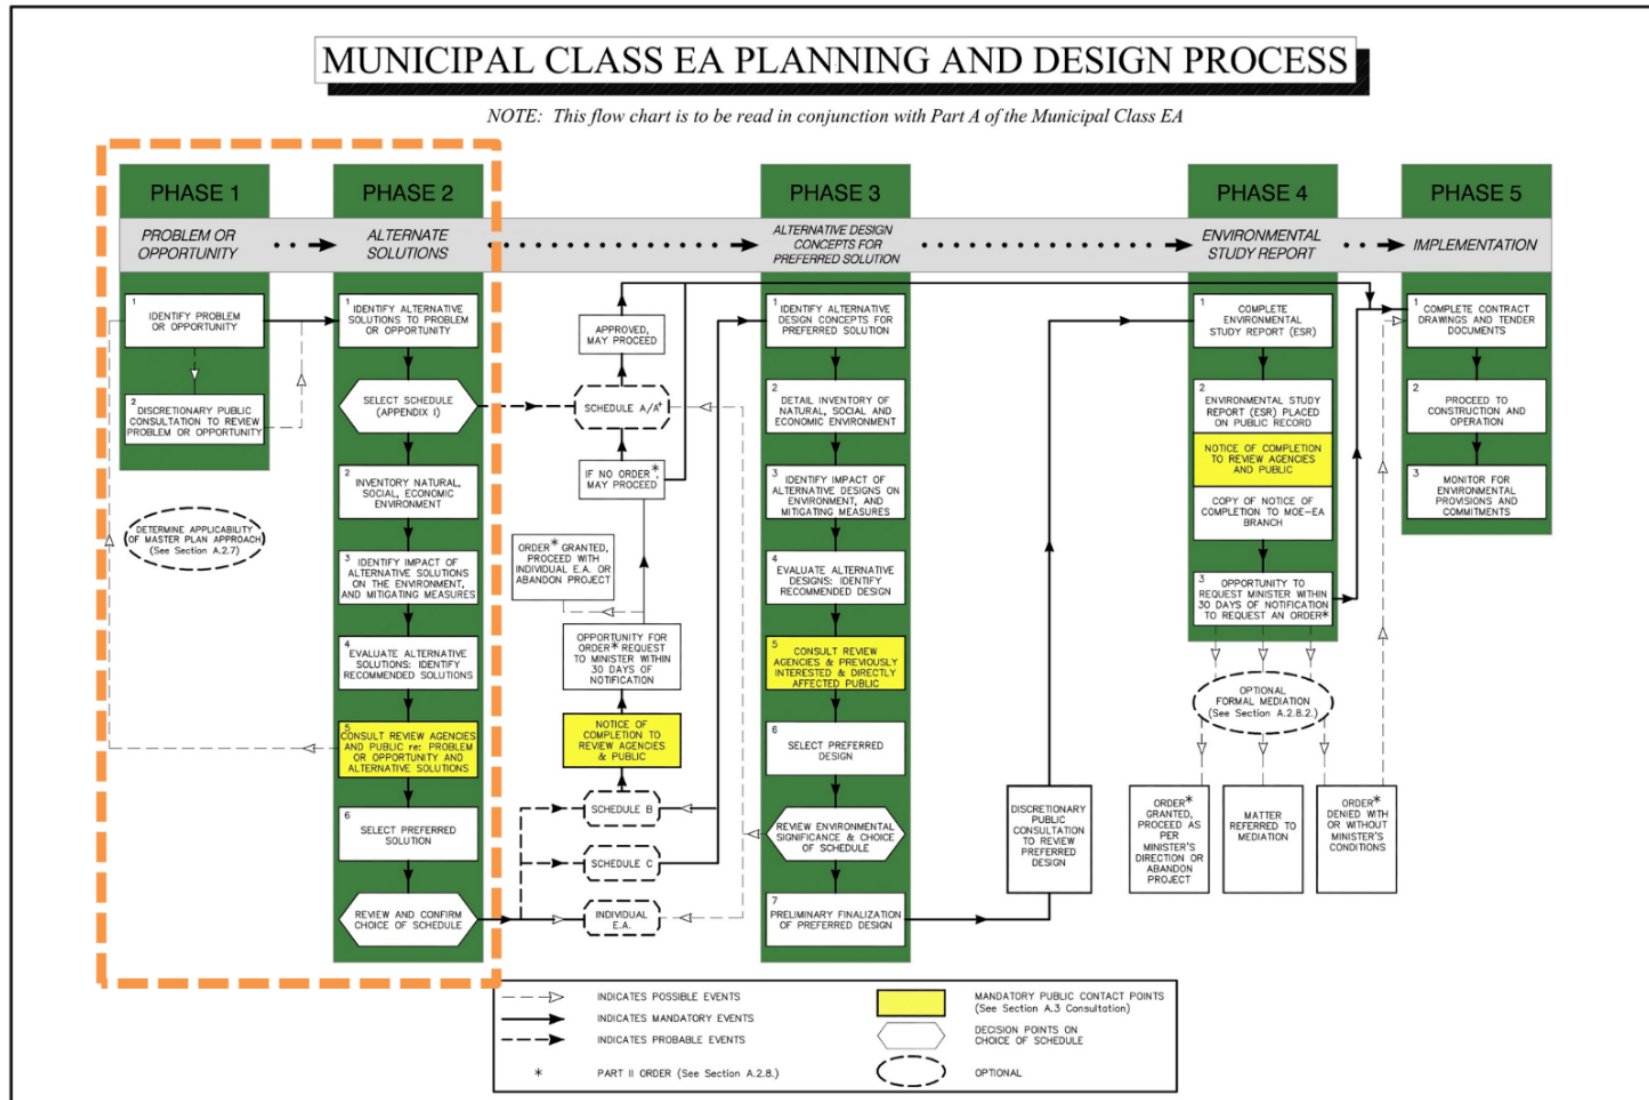 MUNICIPAL CLASS EA PLANNING AND DESIGN PROCESS
NOTE: This flow chart is to be read in conjunction with Part A of the Municipal Class EA
PHASE 1
PROBLEM OR
OPPORTUNITY
1
IDENTIFY PROBLEM
OR OPPORTUNITY
2
DISCRETIONARY PUBLIC
CONSULTATION TO REVIEW
PROBLEM OR OPPORTUNITY
DETERMINE APPLICABILITY
OF MASTER PLAN APPROACH
(See Section A.2.7)
PHASE 2
ALTERNATE
SOLUTIONS
1
IDENTIFY ALTERNATIVE
SOLUTIONS TO PROBLEM
OR OPPORTUNITY
SELECT SCHEDULE
(APPENDIX I)
2
INVENTORY NATURAL,
SOCIAL, ECONOMIC
ENVIRONMENT
3
IDENTIFY IMPACT OF
ALTERNATIVE SOLUTIONS
ON THE ENVIRONMENT,
AND MITIGATING MEASURES
4
EVALUATE ALTERNATIVE
SOLUTIONS: IDENTIFY
RECOMMENDED SOLUTIONS
5
CONSULT REVIEW AGENCIES
AND PUBLIC re: PROBLEM
OR OPPORTUNITY AND
ALTERNATIVE SOLUTIONS
6
SELECT PREFERRED
SOLUTION
REVIEW AND CONFIRM
CHOICE OF SCHEDULE
APPROVED,
MAY PROCEED
SCHEDULE A/A+
IF NO ORDER*
MAY PROCEED
ORDER* GRANTED,
PROCEED WITH
INDIVIDUAL E.A. OR
ABANDON PROJECT
OPPORTUNITY FOR
ORDER* REQUEST
TO MINISTER WITHIN
30 DAYS OF
NOTIFICATION
NOTICE OF
COMPLETION TO
REVIEW AGENCIES
& PUBLIC
SCHEDULE B
SCHEDULE C
INDIVIDUAL
E.A.
PHASE 3
ALTERNATIVE DESIGN
CONCEPTS FOR
PREFERRED SOLUTION
1
IDENTIFY ALTERNATIVE
DESIGN CONCEPTS FOR
PREFERRED SOLUTION
2
DETAIL INVENTORY OF
NATURAL, SOCIAL AND
ECONOMIC ENVIRONMENT
3
IDENTIFY IMPACT OF
ALTERNATIVE DESIGNS ON
ENVIRONMENT, AND
MITIGATING MEASURES
4
EVALUATE ALTERNATIVE
DESIGNS: IDENTIFY
RECOMMENDED DESIGN
5
CONSULT REVIEW
AGENCIES & PREVIOUSLY
INTERESTED & DIRECTLY
AFFECTED PUBLIC
6
SELECT PREFERRED
DESIGN
REVIEW ENVIRONMENTAL
SIGNIFICANCE & CHOICE
OF SCHEDULE
7
PRELIMINARY FINALIZATION
OF PREFERRED DESIGN
DISCRETIONARY
PUBLIC
CONSULTATION
TO REVIEW
PREFERRED
DESIGN
PHASE 4
ENVIRONMENTAL
STUDY REPORT
1
COMPLETE
ENVIRONMENTAL
STUDY REPORT (ESR)
2
ENVIRONMENTAL STUDY
REPORT (ESR) PLACED
ON PUBLIC RECORD
NOTICE OF COMPLETION
TO REVIEW AGENCIES
AND PUBLIC
COPY OF NOTICE OF
COMPLETION TO MOE-EA
BRANCH
3
OPPORTUNITY TO
REQUEST MINISTER WITHIN
30 DAYS OF NOTIFICATION
TO REQUEST AN ORDER*
OPTIONAL
FORMAL MEDIATION
(See Section A.2.8.2.)
ORDER*
GRANTED,
PROCEED AS
PER
MINISTER'S
DIRECTION OR
ABANDON
PROJECT
MATTER
REFERRED TO
MEDIATION
ORDER*
DENIED WITH
OR WITHOUT
MINISTER'S
CONDITIONS
PHASE 5
IMPLEMENTATION
1
COMPLETE CONTRACT
DRAWINGS AND TENDER
DOCUMENTS
2
PROCEED TO
CONSTRUCTION AND
OPERATION
3
MONITOR FOR
ENVIRONMENTAL
PROVISIONS AND
COMMITMENTS
INDICATES POSSIBLE EVENTS
INDICATES MANDATORY EVENTS
INDICATES PROBABLE EVENTS
* PART II ORDER (See Section A.2.8.)
MANDATORY PUBLIC CONTACT POINTS
(See Section A.3 Consultation)
DECISION POINTS ON
CHOICE OF SCHEDULE
OPTIONAL